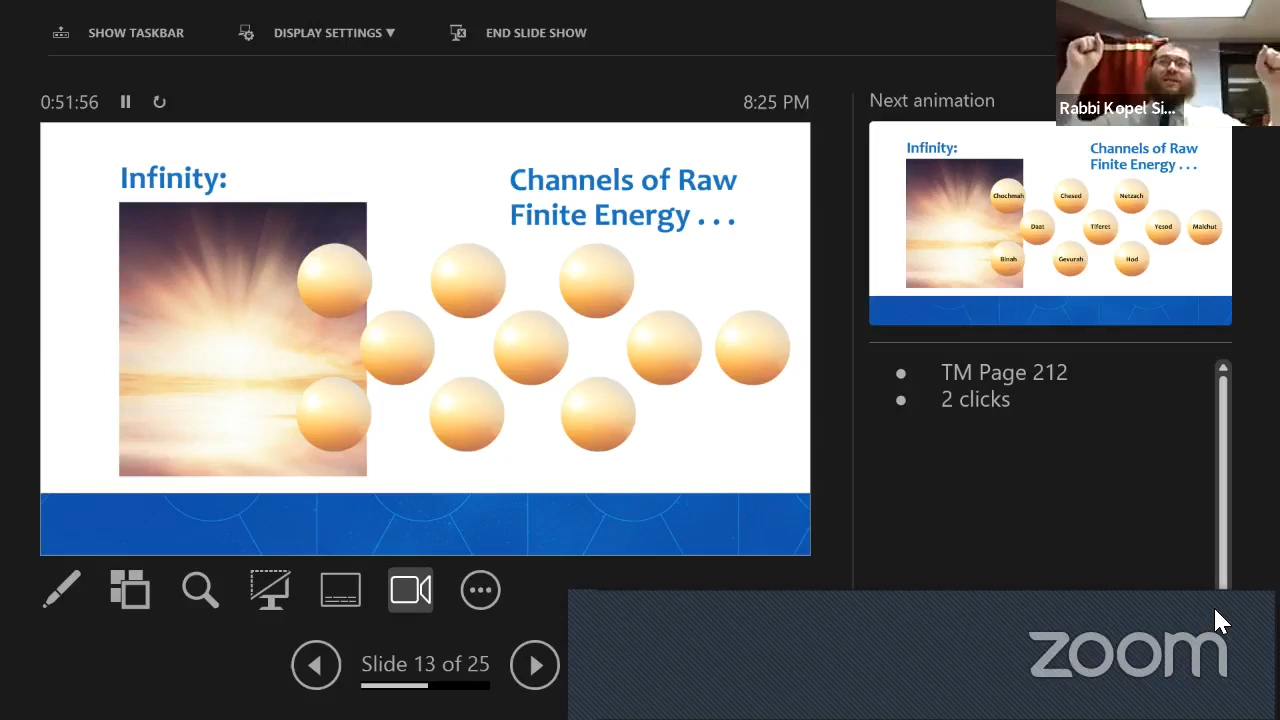 SHOW TASKBAR
DISPLAY SETTINGS ▼
END SLIDE SHOW
0:51:56
8:25 PM
Next animation
Rabbi Kopel Si...
Infinity:
Channels of Raw
Finite Energy . . .
Infinity:
Channels of Raw
Finite Energy . . .
Chochmah
Chesed
Netzach
Daat
Tiferet
Yesod
Malchut
Binah
Gevurah
Hod
• TM Page 212
• 2 clicks
Slide 13 of 25
zoom